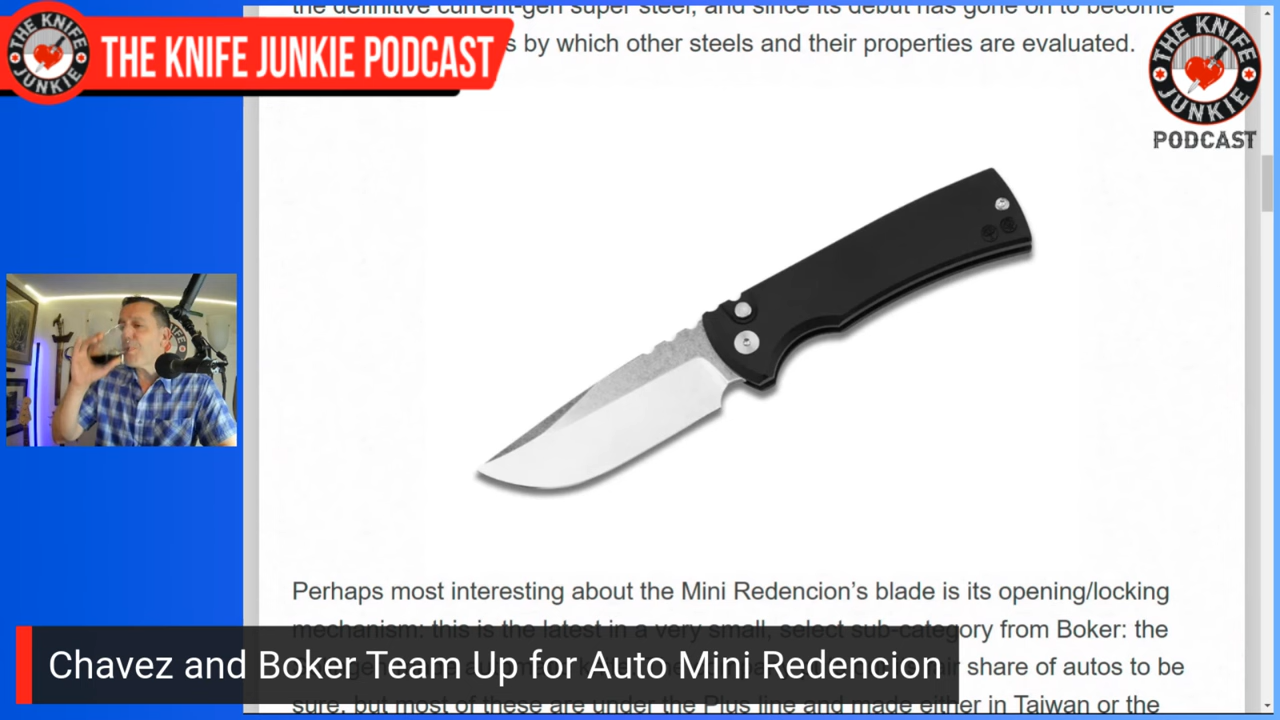 the definitive current-gen super steel, and since its debut has gone on to become
THE KNIFE JUNKIE
THE KNIFE JUNKIE PODCAST
s by which other steels and their properties are evaluated.
THE KNIFE
JUNKIE
PODCAST
Perhaps most interesting about the Mini Redencion’s blade is its opening/locking
mechanism: this is the latest in a very small, select sub-category from Boker: the
Chavez and Boker Team Up for Auto Mini Redencion
share of autos to be
sure, but most of these are under the Plus line and made either in Taiwan or the